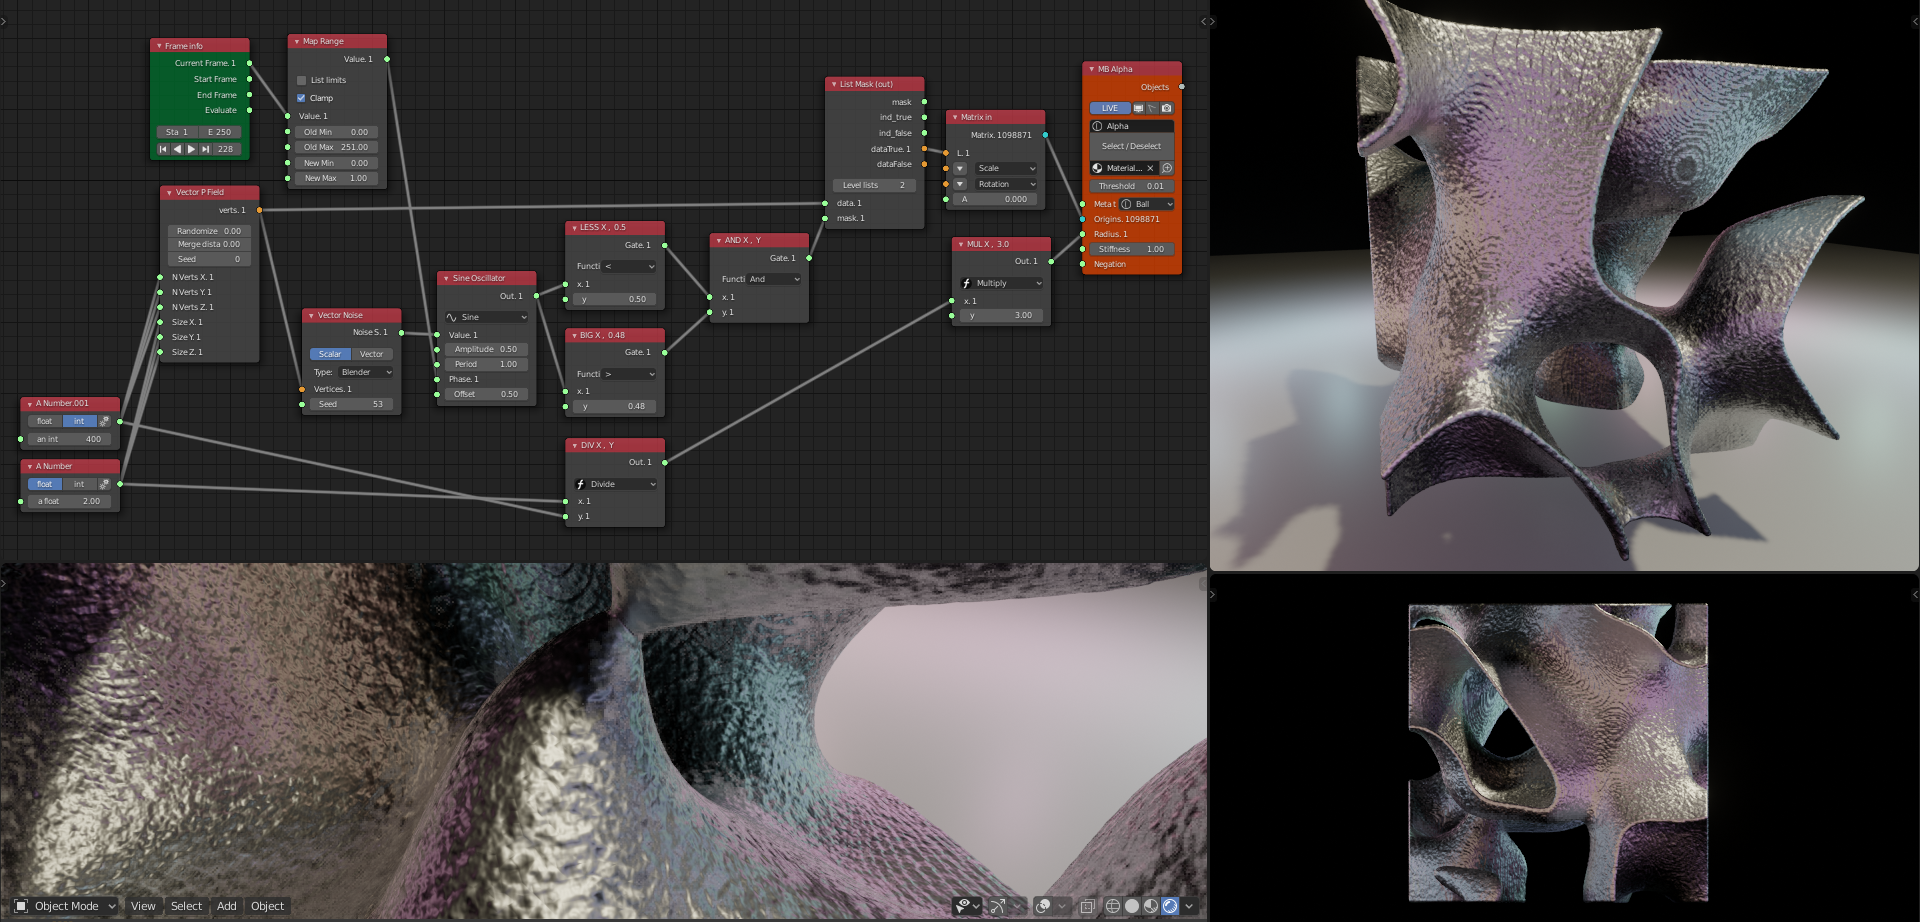 Frame info
Current Frame. 1
Start Frame
End Frame
Evaluate
Sta 1 E 250
228
Map Range
Value. 1
List limits
Clamp
Value. 1
Old Min 0.00
Old Max 251.00
New Min 0.00
New Max 1.00
Vector P Field
verts. 1
Randomize 0.00
Merge dista 0.00
Seed 0
N Verts X. 1
N Verts Y. 1
N Verts Z. 1
Size X. 1
Size Y. 1
Size Z. 1
A Number.001
float int
an int 400
A Number
float int
a float 2.00
Vector Noise
Noise S. 1
Scalar Vector
Type: Blender
Vertices. 1
Seed 53
Sine Oscillator
Out. 1
Sine
Value. 1
Amplitude 0.50
Period 1.00
Phase. 1
Offset 0.50
LESS X , 0.5
Gate. 1
Functi <
x. 1
y 0.50
BIG X , 0.48
Gate. 1
Functi >
x. 1
y 0.48
DIV X , Y
Out. 1
Divide
x. 1
y. 1
AND X , Y
Gate. 1
Functi And
x. 1
y. 1
List Mask (out)
mask
ind_true
ind_false
dataTrue. 1
dataFalse
Level lists 2
data. 1
mask. 1
Matrix in
Matrix. 1098871
L. 1
Scale
Rotation
A 0.000
MUL X , 3.0
Out. 1
Multiply
x. 1
y 3.00
MB Alpha
Objects
LIVE
Alpha
Select / Deselect
Material...
Threshold 0.01
Meta t Ball
Origins. 1098871
Radius. 1
Stiffness 1.00
Negation
Object Mode View Select Add Object